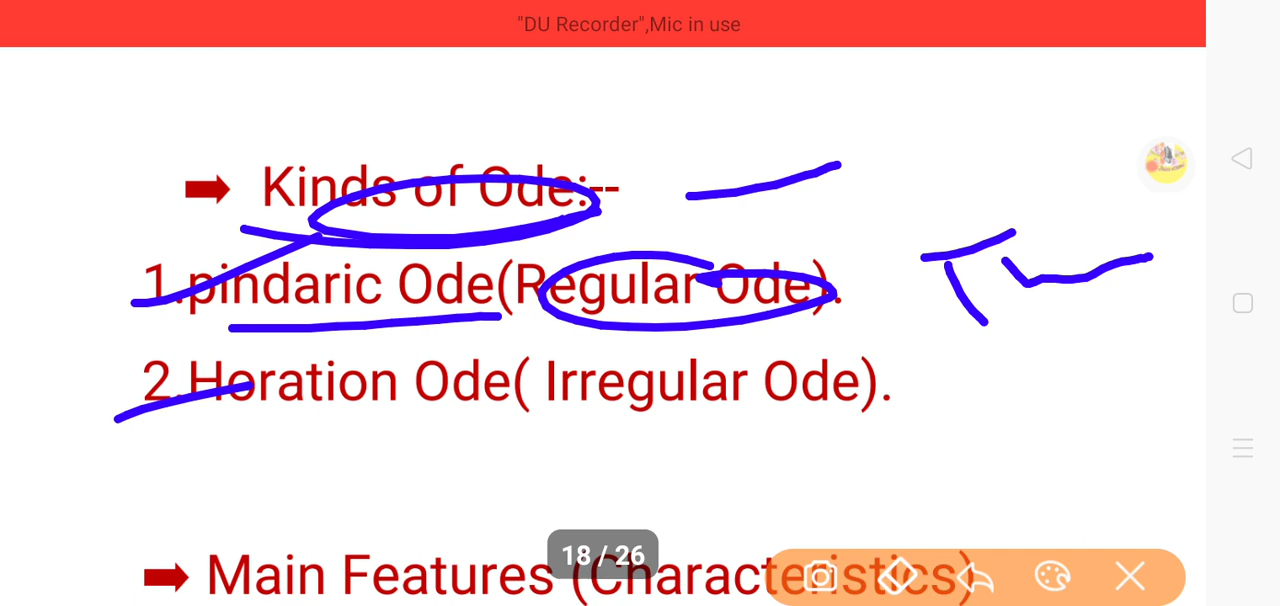 "DU Recorder",Mic in use
➡ Kinds of Ode:--
1.pindaric Ode(Regular Ode).
2.Horation Ode( Irregular Ode).
18 / 26
➡ Main Features (Characteristics)